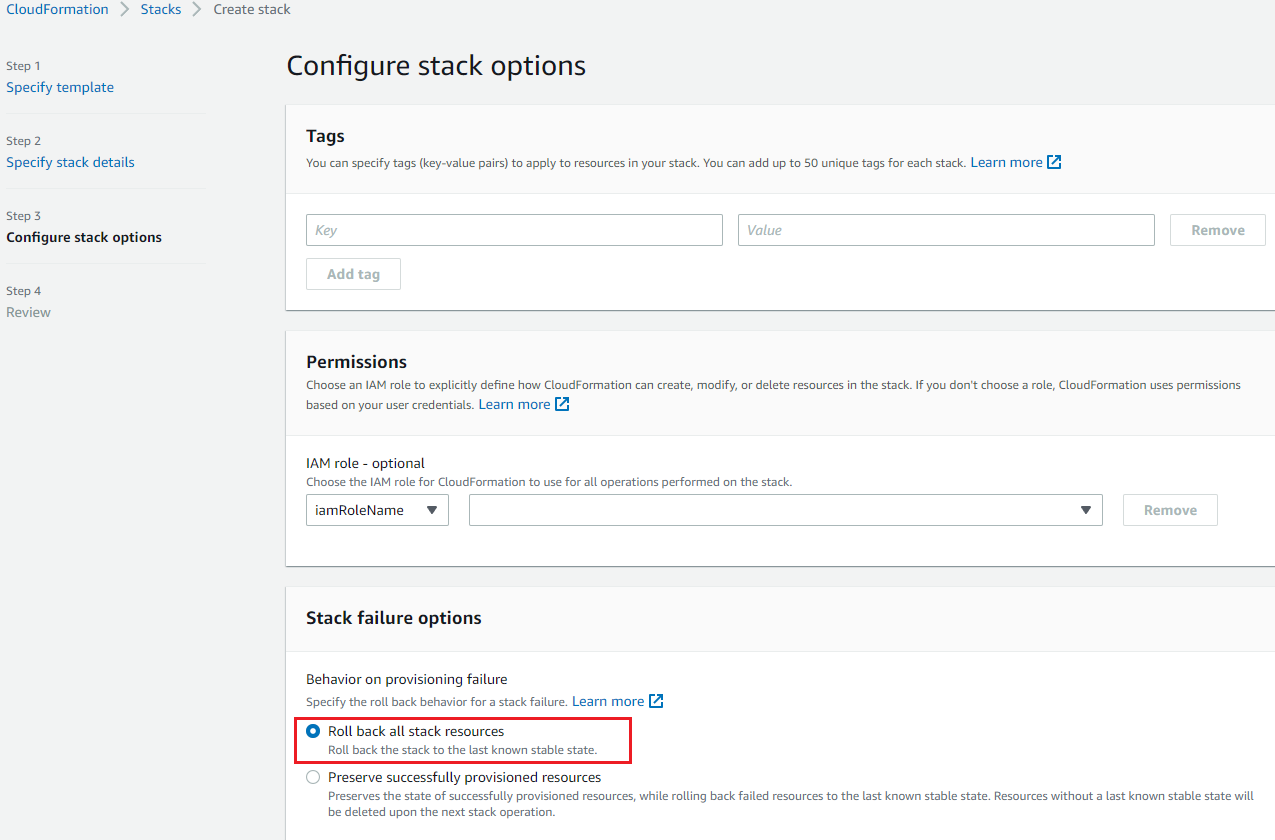 CloudFormation > Stacks > Create stack
Step 1
Specify template
Step 2
Specify stack details
Step 3
Configure stack options
Step 4
Review
Configure stack options
Tags
You can specify tags (key-value pairs) to apply to resources in your stack. You can add up to 50 unique tags for each stack. Learn more
Key Value Remove
Add tag
Permissions
Choose an IAM role to explicitly define how CloudFormation can create, modify, or delete resources in the stack. If you don't choose a role, CloudFormation uses permissions
based on your user credentials. Learn more
IAM role - optional
Choose the IAM role for CloudFormation to use for all operations performed on the stack.
iamRoleName Remove
Stack failure options
Behavior on provisioning failure
Specify the roll back behavior for a stack failure. Learn more
Roll back all stack resources
Roll back the stack to the last known stable state.
Preserve successfully provisioned resources
Preserves the state of successfully provisioned resources, while rolling back failed resources to the last known stable state. Resources without a last known stable state will
be deleted upon the next stack operation.